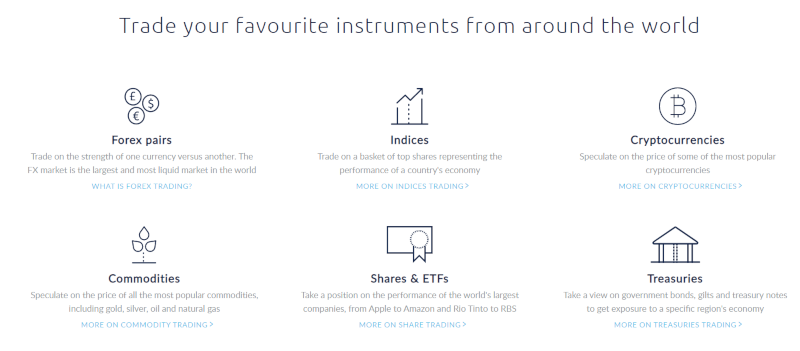 Trade your favourite instruments from around the world
£
$
€
Forex pairs
Trade on the strength of one currency versus another. The
FX market is the largest and most liquid market in the world
WHAT IS FOREX TRADING?
Indices
Trade on a basket of top shares representing the
performance of a country's economy
MORE ON INDICES TRADING >
Cryptocurrencies
Speculate on the price of some of the most popular
cryptocurrencies
MORE ON CRYPTOCURRENCIES >
Commodities
Speculate on the price of all the most popular commodities,
including gold, silver, oil and natural gas
MORE ON COMMODITY TRADING >
Shares & ETFs
Take a position on the performance of the world's largest
companies, from Apple to Amazon and Rio Tinto to RBS
MORE ON SHARE TRADING >
Treasuries
Take a view on government bonds, gilts and treasury notes
to get exposure to a specific region's economy
MORE ON TREASURIES TRADING >